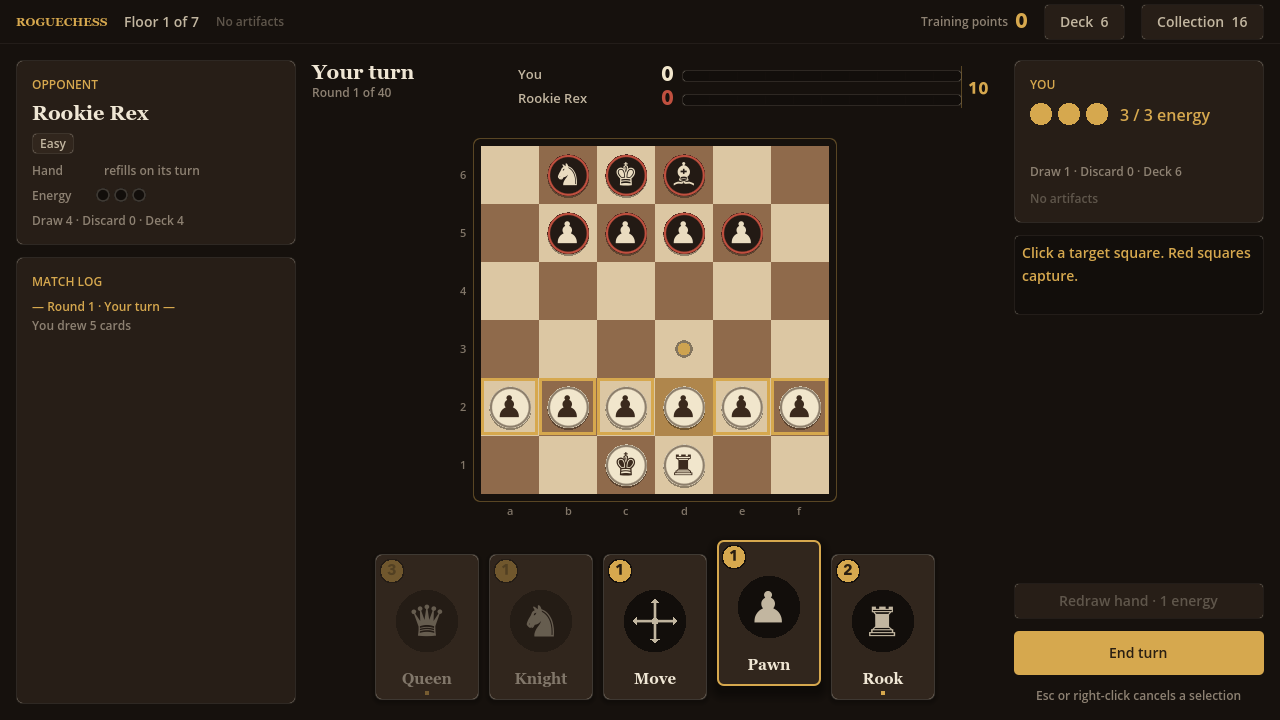 ROGUECHESS Floor 1 of 7 No artifacts Training points 0 Deck 6 Collection 16
OPPONENT
Rookie Rex
Easy
Hand refills on its turn
Energy
Draw 4 · Discard 0 · Deck 4
MATCH LOG
— Round 1 · Your turn —
You drew 5 cards
Your turn
Round 1 of 40
You 0
Rookie Rex 0
10
6
5
4
3
2
1
a b c d e f
3 Queen
1 Knight
1 Move
1 Pawn
2 Rook
YOU
3 / 3 energy
Draw 1 · Discard 0 · Deck 6
No artifacts
Click a target square. Red squares
capture.
Redraw hand · 1 energy
End turn
Esc or right-click cancels a selection